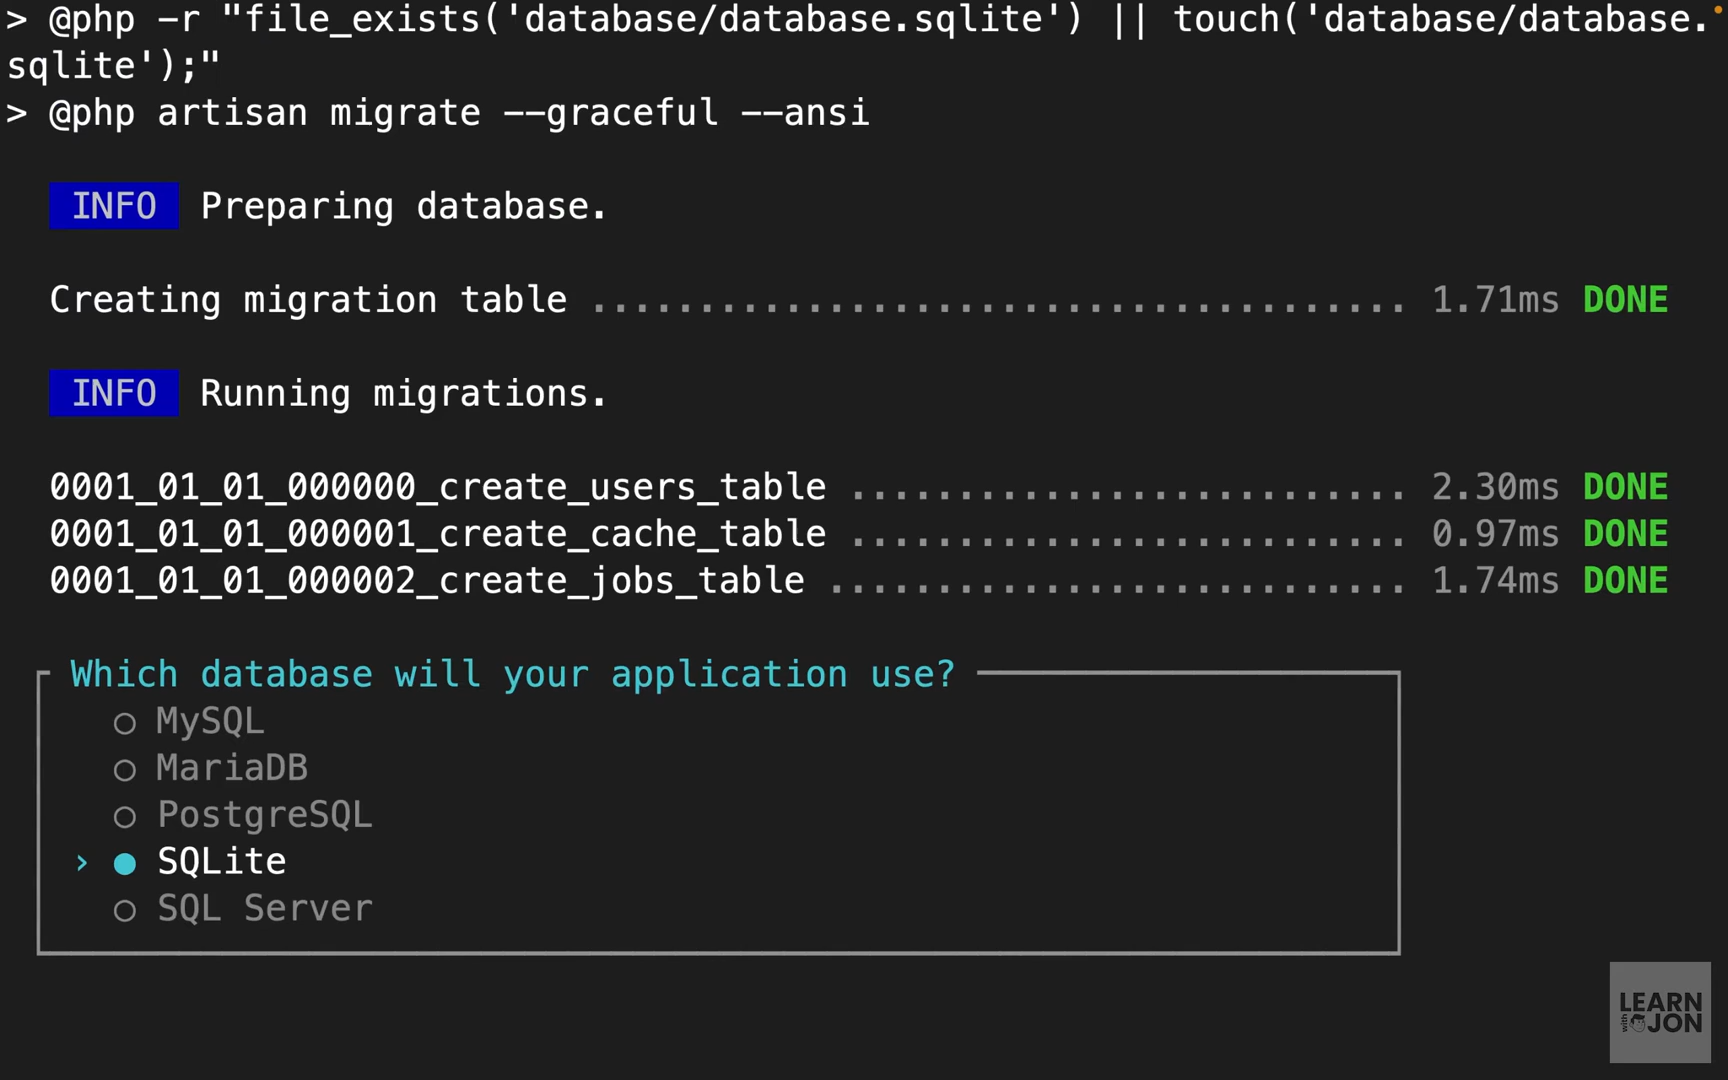 > @php -r "file_exists('database/database.sqlite') || touch('database/database.
sqlite');"
> @php artisan migrate --graceful --ansi
INFO Preparing database.
Creating migration table ...................................... 1.71ms DONE
INFO Running migrations.
0001_01_01_000000_create_users_table .......................... 2.30ms DONE
0001_01_01_000001_create_cache_table .......................... 0.97ms DONE
0001_01_01_000002_create_jobs_table ........................... 1.74ms DONE
Which database will your application use?
○ MySQL
○ MariaDB
○ PostgreSQL
› ● SQLite
○ SQL Server
LEARN
with JON